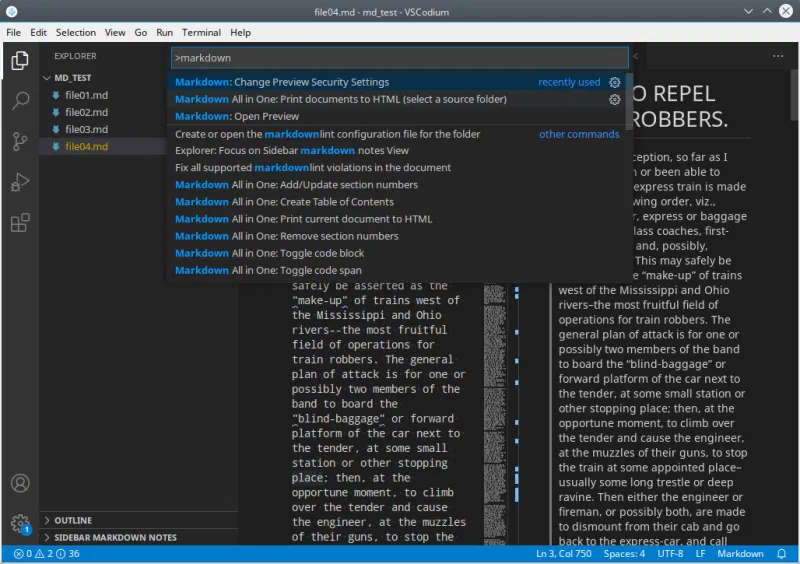 file04.md - md_test - VSCodium
File Edit Selection View Go Run Terminal Help
EXPLORER
MD_TEST
file01.md
file02.md
file03.md
file04.md
OUTLINE
SIDEBAR MARKDOWN NOTES
>markdown
Markdown: Change Preview Security Settings recently used
Markdown All in One: Print documents to HTML (select a source folder)
Markdown: Open Preview
Create or open the markdownlint configuration file for the folder other commands
Explorer: Focus on Sidebar markdown notes View
Fix all supported markdownlint violations in the document
Markdown All in One: Add/Update section numbers
Markdown All in One: Create Table of Contents
Markdown All in One: Print current document to HTML
Markdown All in One: Remove section numbers
Markdown All in One: Toggle code block
Markdown All in One: Toggle code span
safely be asserted as the
"make-up" of trains west of
the Mississippi and Ohio
rivers--the most fruitful
field of operations for
train robbers. The general
plan of attack is for one or
possibly two members of the
band to board the
"blind-baggage" or forward
platform of the car next to
the tender, at some small
station or other stopping
place; then, at the
opportune moment, to climb
over the tender and cause
the engineer, at the muzzles
of their guns, to stop the
O REPEL
ROBBERS.
ception, so far as I
n or been able to
express train is made
wing order, viz.,
r, express or baggage
lass coaches, first-
and, possibly,
This may safely be
e “make-up” of trains
west of the Mississippi and Ohio
rivers–the most fruitful field of
operations for train robbers. The
general plan of attack is for one or
possibly two members of the band
to board the “blind-baggage” or
forward platform of the car next to
the tender, at some small station or
other stopping place; then, at the
opportune moment, to climb over
the tender and cause the engineer,
at the muzzles of their guns, to stop
the train at some appointed place–
usually some long trestle or deep
ravine. Then either the engineer or
fireman, or possibly both, are made
to dismount from their cab and go
back to the express-car, and call
1
0 2 36 Ln 3, Col 750 Spaces: 4 UTF-8 LF Markdown